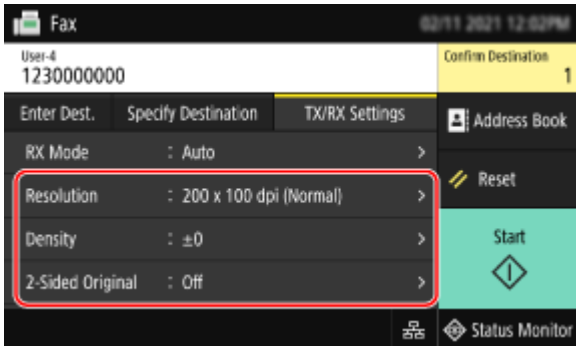 Fax
02/11 2021 12:02PM
User-4
1230000000
Confirm Destination
1
Enter Dest.
Specify Destination
TX/RX Settings
Address Book
RX Mode : Auto
Reset
Resolution : 200 x 100 dpi (Normal)
Density : ±0
Start
2-Sided Original : Off
Status Monitor